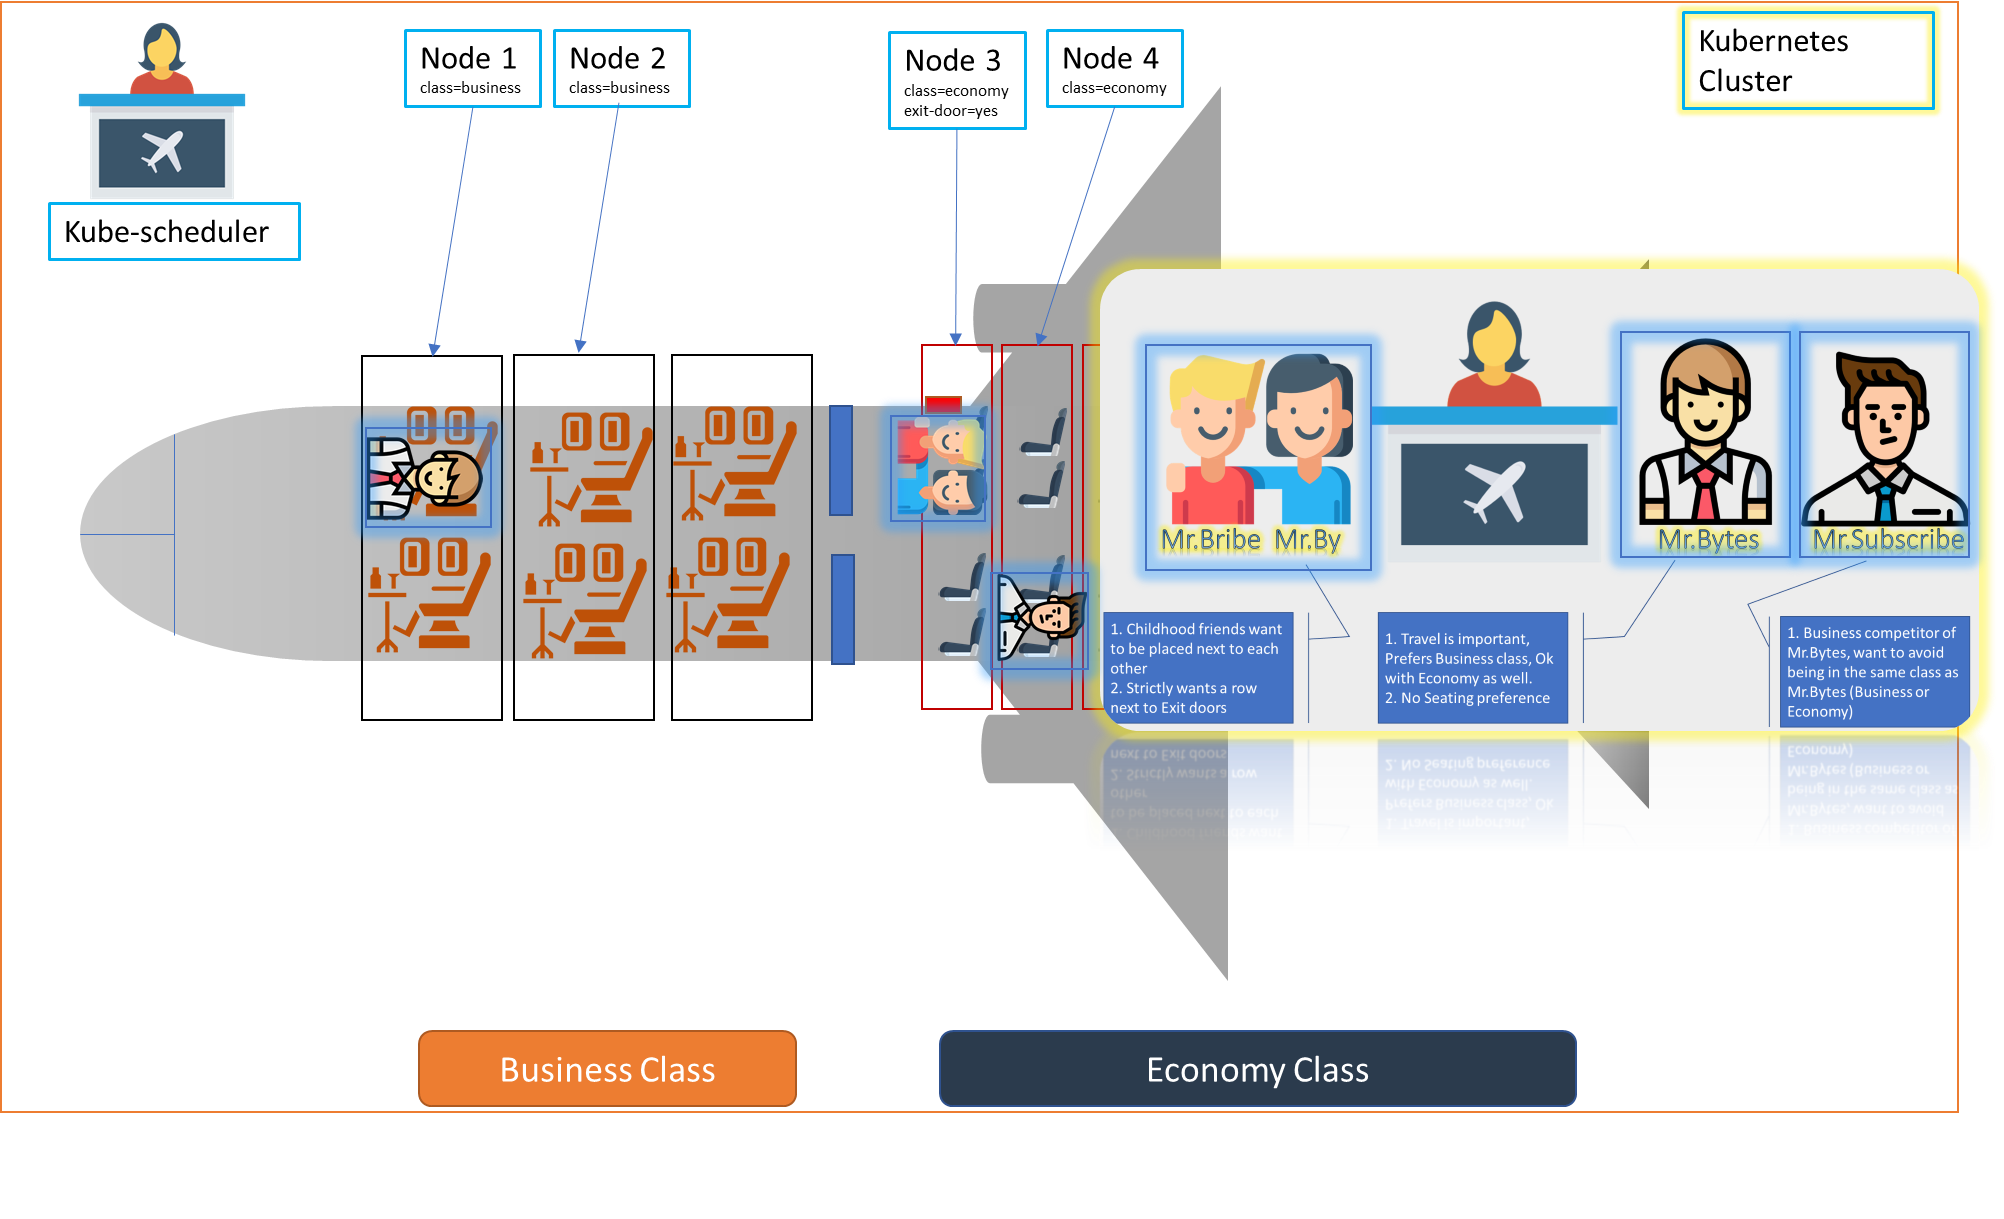 Kubernetes
Cluster
Node 1
class=business
Node 2
class=business
Node 3
class=economy
exit-door=yes
Node 4
class=economy
Kube-scheduler
Mr.Bribe Mr.By
Mr.Bytes
Mr.Subscribe
1. Childhood friends want
to be placed next to each
other
2. Strictly wants a row
next to Exit doors
1. Travel is important,
Prefers Business class, Ok
with Economy as well.
2. No Seating preference
1. Business competitor of
Mr.Bytes, want to avoid
being in the same class as
Mr.Bytes (Business or
Economy)
Business Class
Economy Class